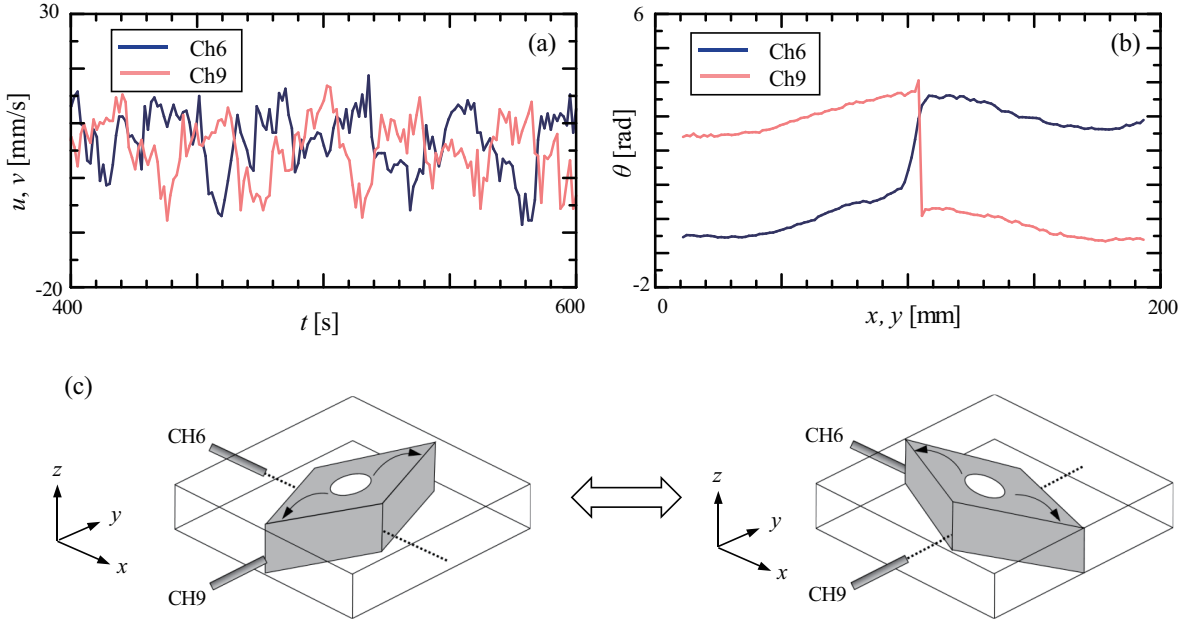 30
Ch6
Ch9
(a)
u, v [mm/s]
-20
400
600
t [s]
6
Ch6
Ch9
(b)
θ [rad]
-2
0
200
x, y [mm]
(c)
CH6
z
y
x
CH9
CH6
z
y
x
CH9